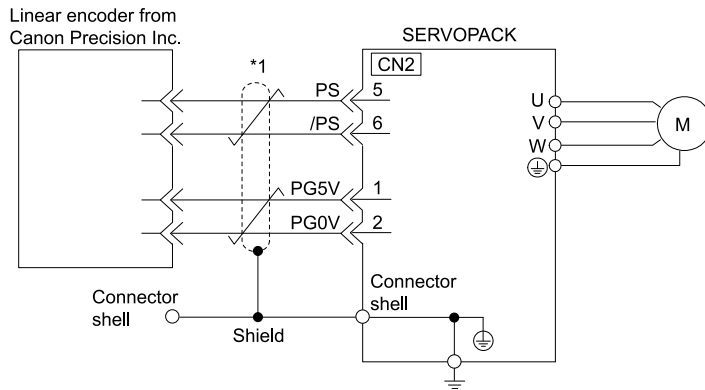 Linear encoder from
Canon Precision Inc.
SERVOPACK
*1
CN2
PS 5
/PS 6
PG5V 1
PG0V 2
U
V
W
M
Connector
shell
Shield
Connector
shell